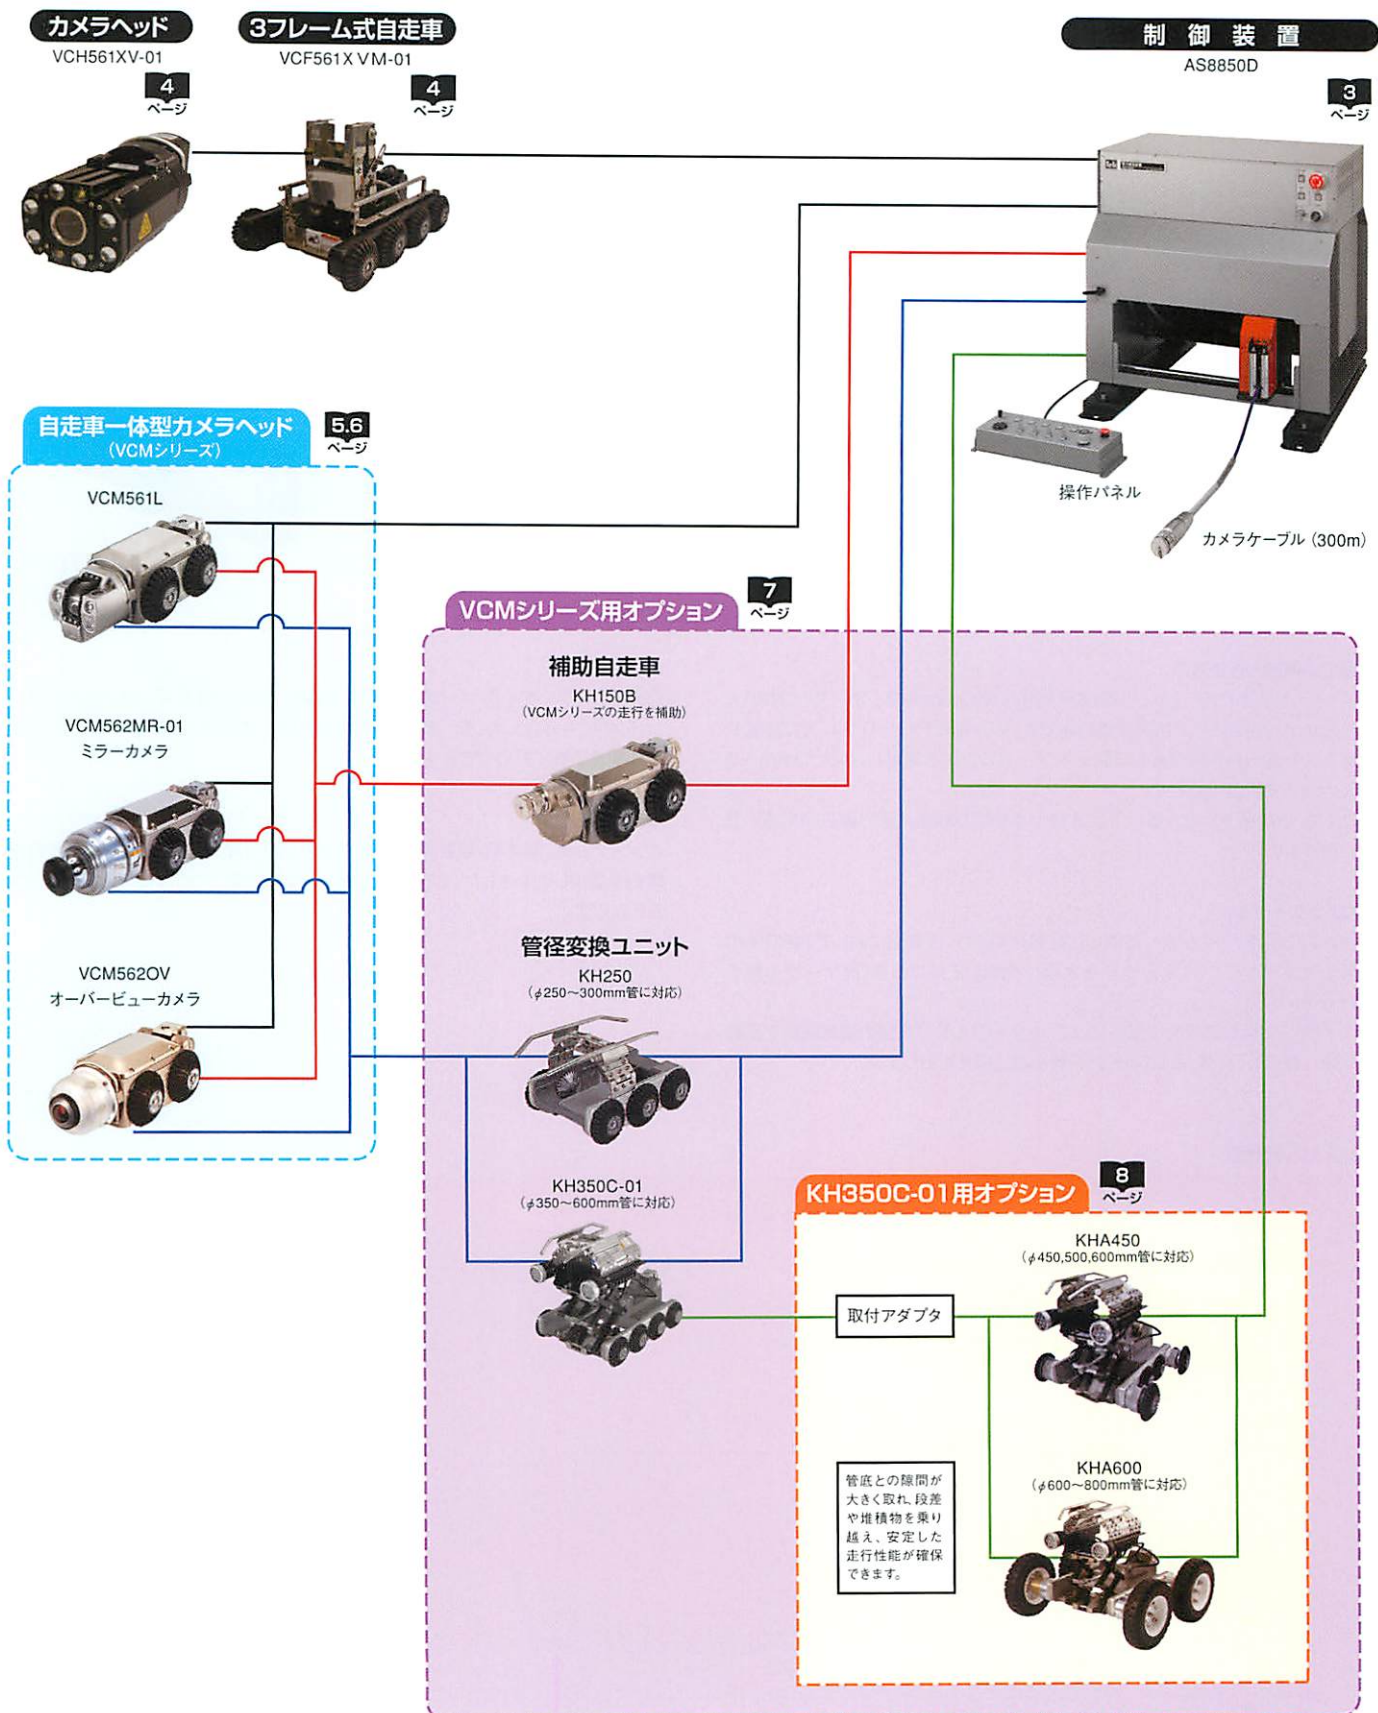 カメラヘッド
VCH561XV-01
4
ページ
3フレーム式自走車
VCF561XVM-01
4
ページ
制御装置
AS8850D
3
ページ
操作パネル
カメラケーブル(300m)
自走車一体型カメラヘッド
(VCMシリーズ)
5.6
ページ
VCM561L
VCM562MR-01
ミラーカメラ
VCM562OV
オーバービューカメラ
VCMシリーズ用オプション
7
ページ
補助自走車
KH150B
(VCMシリーズの走行を補助)
管径変換ユニット
KH250
(φ250〜300mm管に対応)
KH350C-01
(φ350〜600mm管に対応)
KH350C-01用オプション
8
ページ
KHA450
(φ450,500,600mm管に対応)
取付アダプタ
KHA600
(φ600〜800mm管に対応)
管底との隙間が
大きく取れ、段差
や堆積物を乗り
越え、安定した
走行性能が確保
できます。